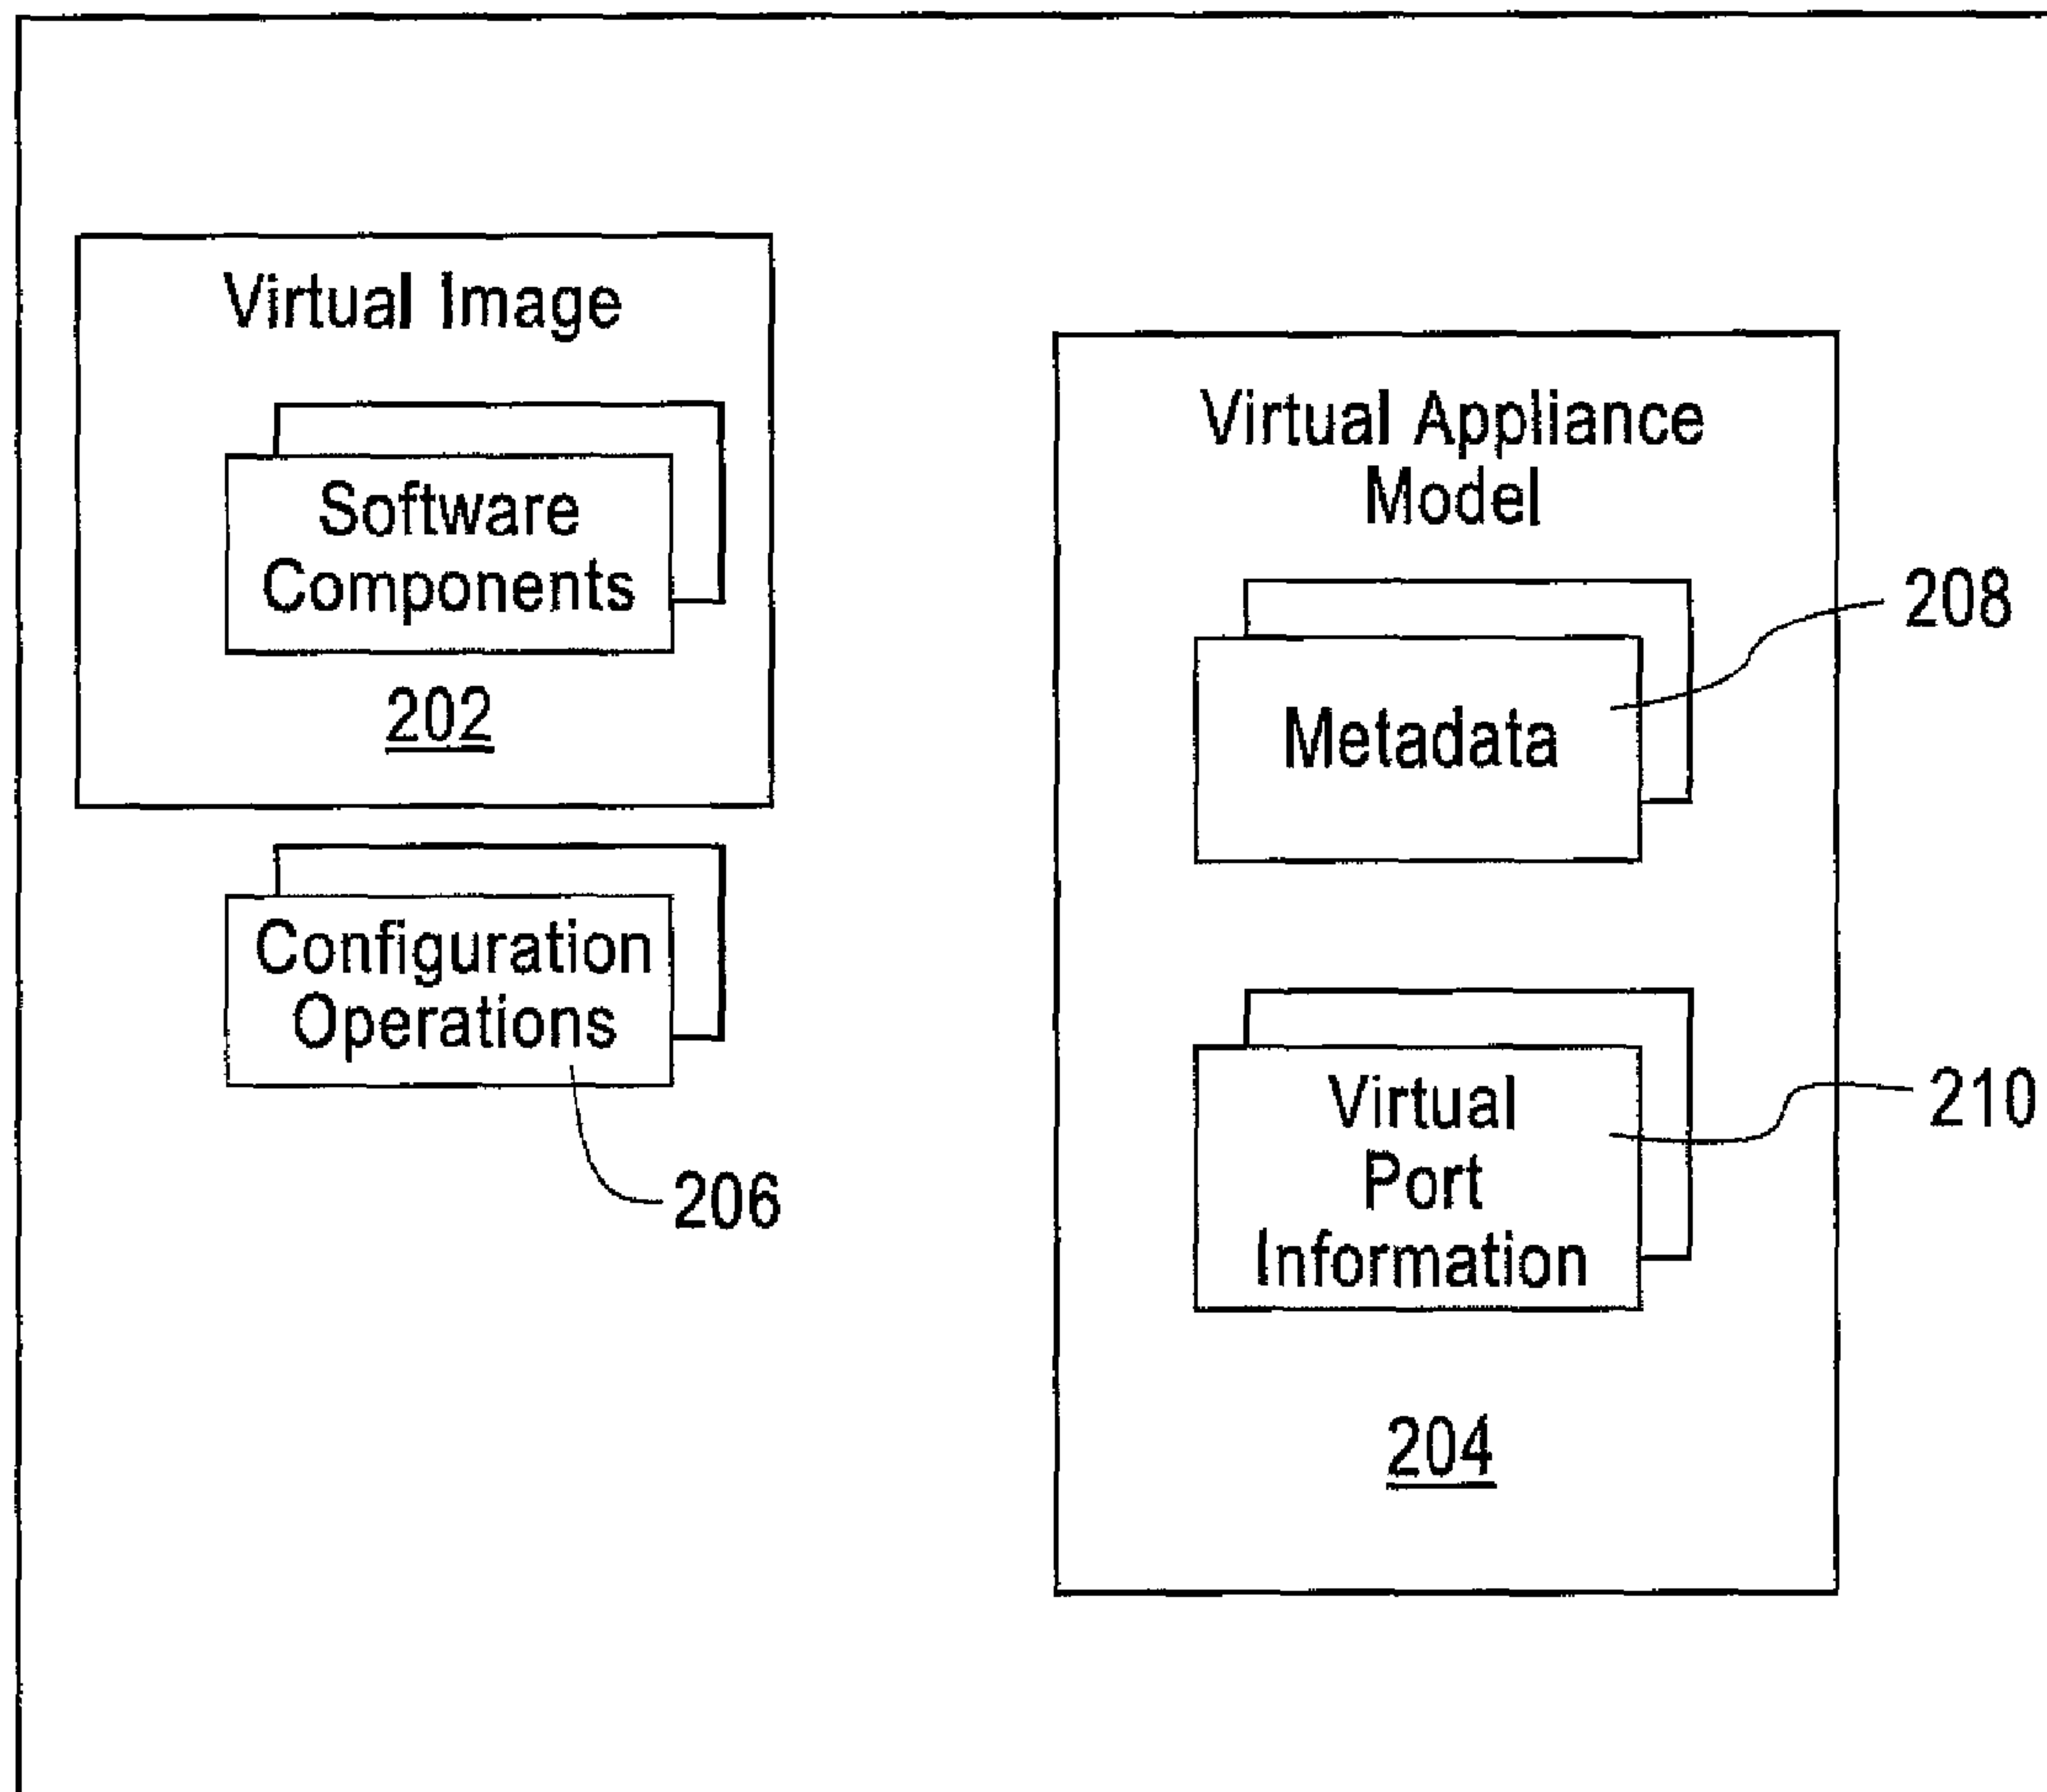 Virtual Image
Software
Components
202
Configuration
Operations
206
Virtual Appliance
Model
Metadata
208
Virtual
Port
Information
210
204